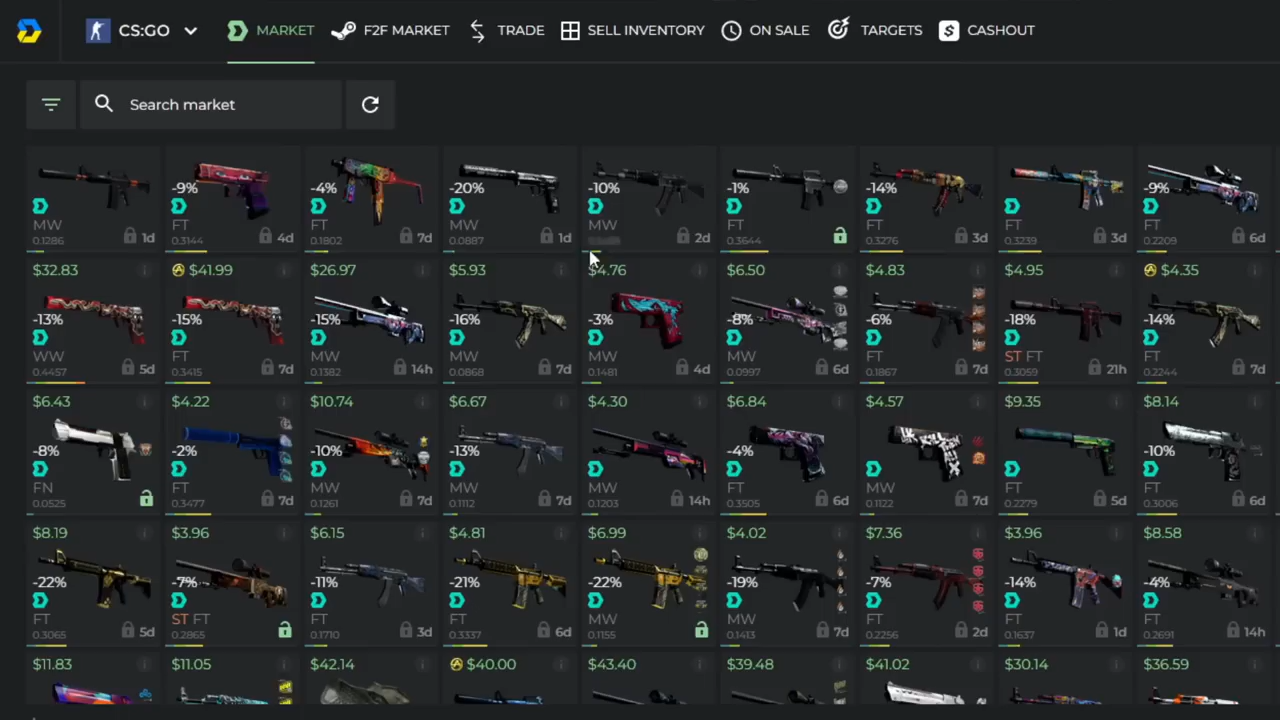 CS:GO MARKET F2F MARKET TRADE SELL INVENTORY ON SALE TARGETS $ CASHOUT
Search market
-9% -4% -20% -10% -1% -14% -9%
MW FT FT MW MW FT FT FT FT
0.1286 1d 0.3144 4d 0.1802 7d 0.0887 1d 2d 0.3644 0.3276 3d 0.3239 3d 0.2209 6d
$32.83 $41.99 $26.97 $5.93 $4.76 $6.50 $4.83 $4.95 $4.35
-13% -15% -15% -16% -3% -8% -6% -18% -14%
WW FT MW MW MW MW FT ST FT FT
0.4457 5d 0.3415 7d 0.1382 14h 0.0868 7d 0.1481 4d 0.0997 6d 0.1867 7d 0.3059 21h 0.2244 7d
$6.43 $4.22 $10.74 $6.67 $4.30 $6.84 $4.57 $9.35 $8.14
-8% -2% -10% -13% -4% -10%
FN FT MW MW MW FT MW FT FT
0.0525 0.3477 7d 0.1261 7d 0.1112 7d 0.1203 14h 0.3505 6d 0.1122 7d 0.2279 5d 0.3006 6d
$8.19 $3.96 $6.15 $4.81 $6.99 $4.02 $7.36 $3.96 $8.58
-22% -7% -11% -21% -22% -19% -7% -14% -4%
FT ST FT FT FT MW MW FT FT FT
0.3065 5d 0.2865 0.1710 3d 0.3337 6d 0.1155 0.1413 7d 0.2256 2d 0.1637 1d 0.2691 14h
$11.83 $11.05 $42.14 $40.00 $43.40 $39.48 $41.02 $30.14 $36.59